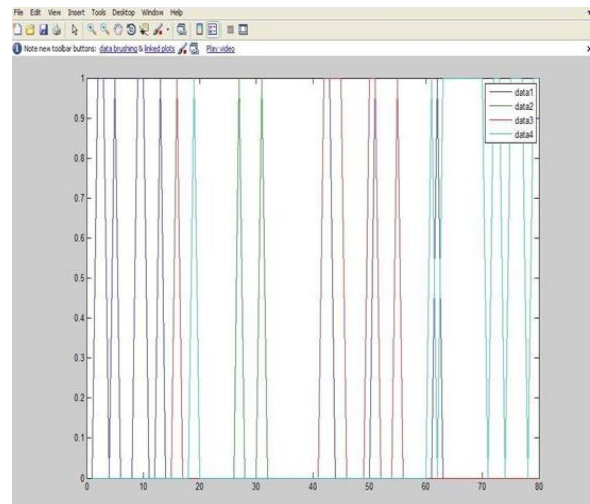 File Edit View Insert Tools Desktop Window Help
Note new toolbar buttons: data brushing & linked plots Play video
1
0.9
0.8
0.7
0.6
0.5
0.4
0.3
0.2
0.1
0
0 10 20 30 40 50 60 70 80
data1
data2
data3
data4